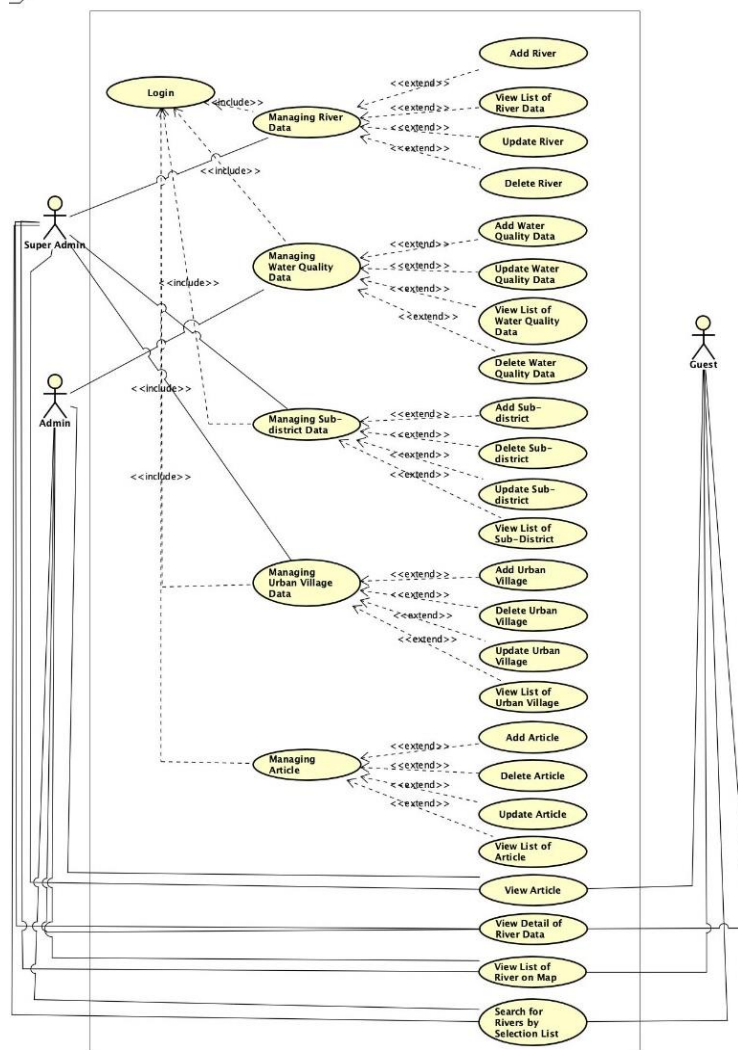 Add River
<<extend>>
Login
View List of
River Data
<<include>>
<<extend>>
Managing River
Data
<<extend>>
Update River
<<extend>>
<<include>>
Delete River
Super Admin
Add Water
Quality Data
<<extend>>
Managing
Water Quality
Data
<<extend>>
Update Water
Quality Data
<<include>>
<<extend>>
View List of
Water Quality
Data
<<extend>>
Guest
Delete Water
Quality Data
<<include>>
Admin
Add Sub-
district
<<extend>>
Managing Sub-
district Data
<<extend>>
Delete Sub-
district
<<extend>>
<<include>>
<<extend>>
Update Sub-
district
View List of
Sub-District
Managing
Urban Village
Data
<<extend>>
Add Urban
Village
<<extend>>
Delete Urban
Village
<<extend>>
<<extend>>
Update Urban
Village
View List of
Urban Village
Add Article
<<extend>>
Managing
Article
<<extend>>
Delete Article
<<extend>>
<<extend>>
Update Article
View List of
Article
View Article
View Detail of
River Data
View List of
River on Map
Search for
Rivers by
Selection List